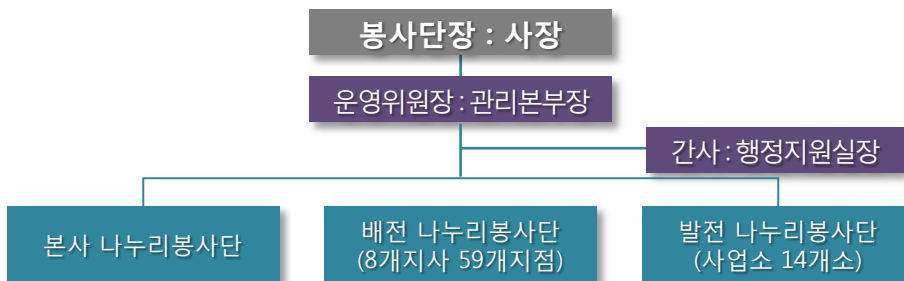 봉사단장 : 사장
운영위원장 : 관리본부장
간사 : 행정지원실장
본사 나누리봉사단
배전 나누리봉사단
(8개지사 59개지점)
발전 나누리봉사단
(사업소 14개소)